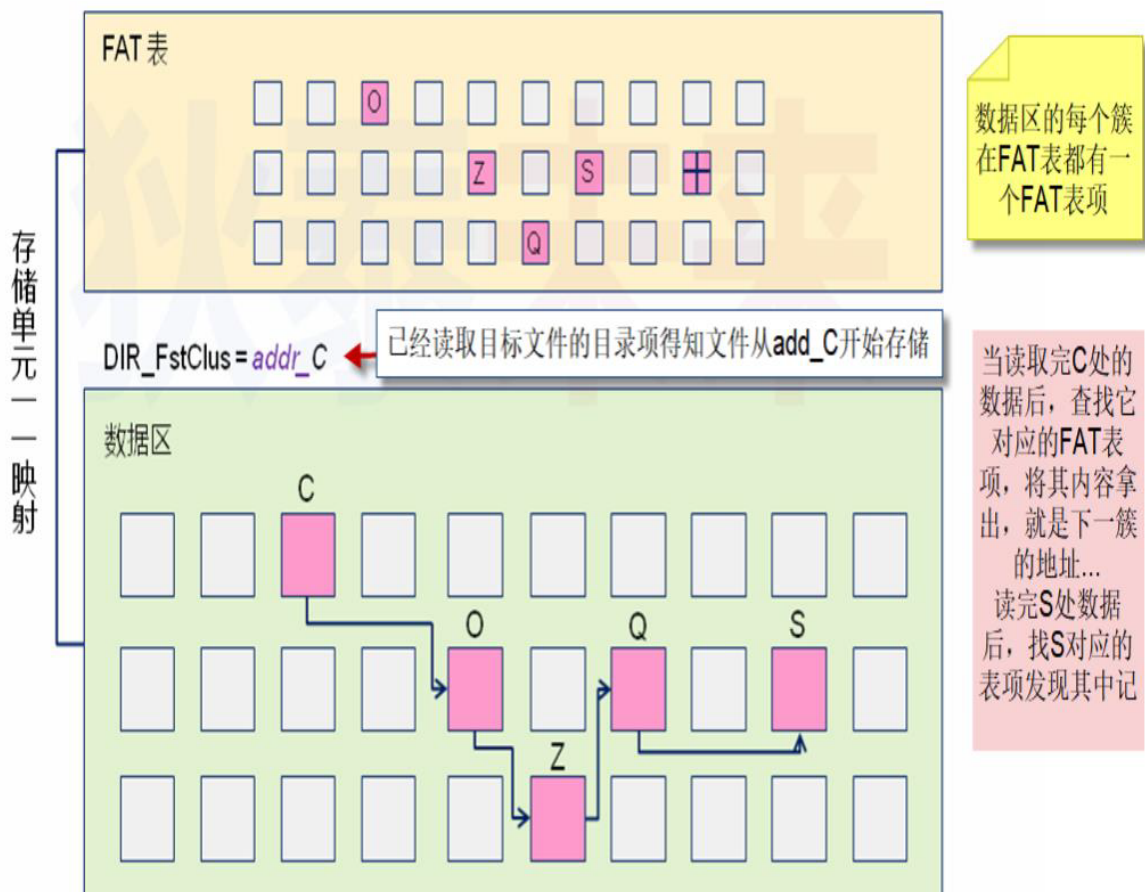 FAT 表
O
Z
S
Q
数据区的每个簇
在FAT表都有一
个FAT表项
存储单元一一映射
DIR_FstClus = addr_C
已经读取目标文件的目录项得知文件从add_C开始存储
数据区
C
O
Q
S
Z
当读取完C处的
数据后，查找它
对应的FAT表
项，将其内容拿
出，就是下一簇
的地址...
读完S处数据
后，找S对应的
表项发现其中记